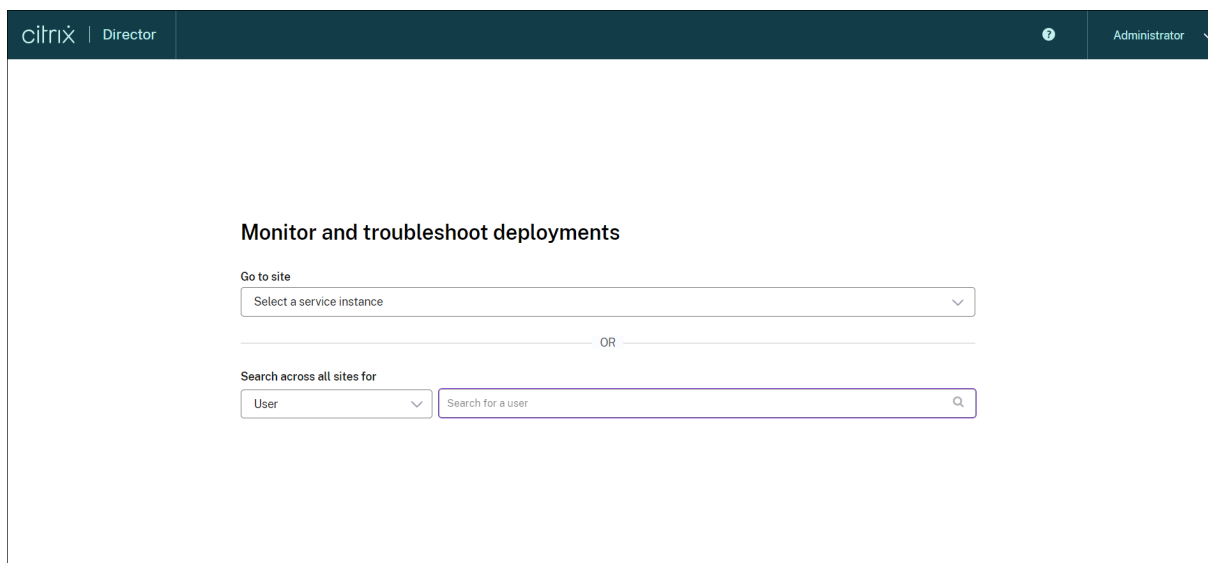 citrix | Director
? Administrator
Monitor and troubleshoot deployments
Go to site
Select a service instance
OR
Search across all sites for
User Search for a user